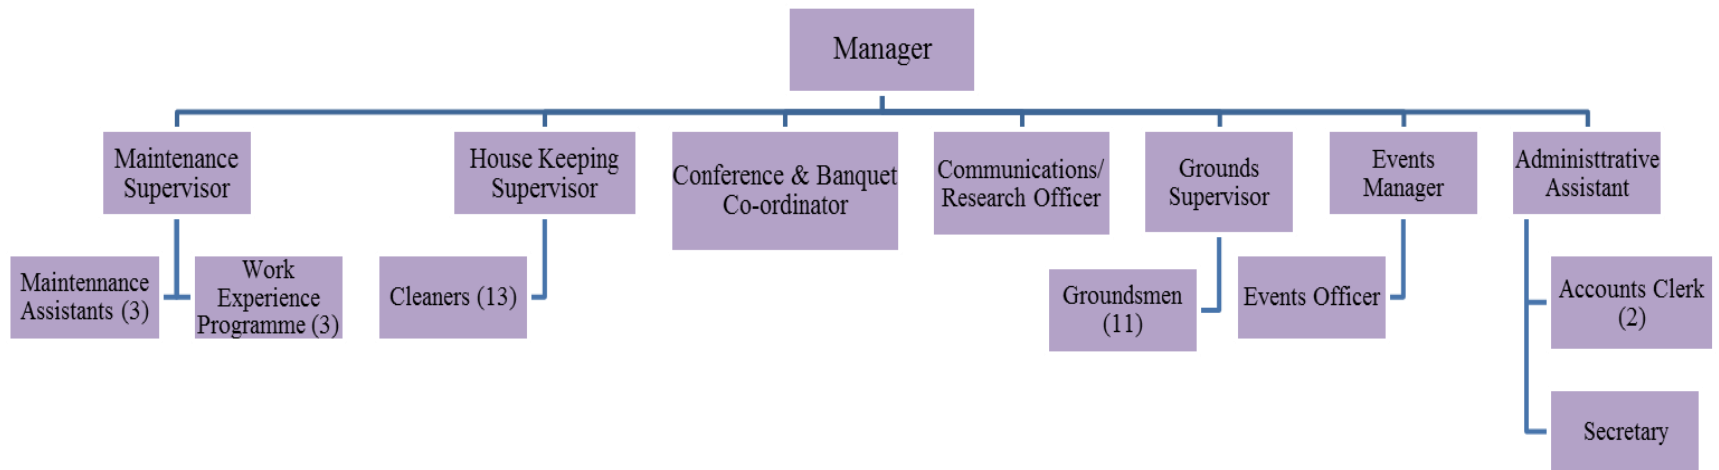 Manager
Maintenance
Supervisor
House Keeping
Supervisor
Conference & Banquet
Co-ordinator
Communications/
Research Officer
Grounds
Supervisor
Events
Manager
Administtrative
Assistant
Maintennance
Assistants (3)
Work
Experience
Programme (3)
Cleaners (13)
Groundsmen
(11)
Events Officer
Accounts Clerk
(2)
Secretary